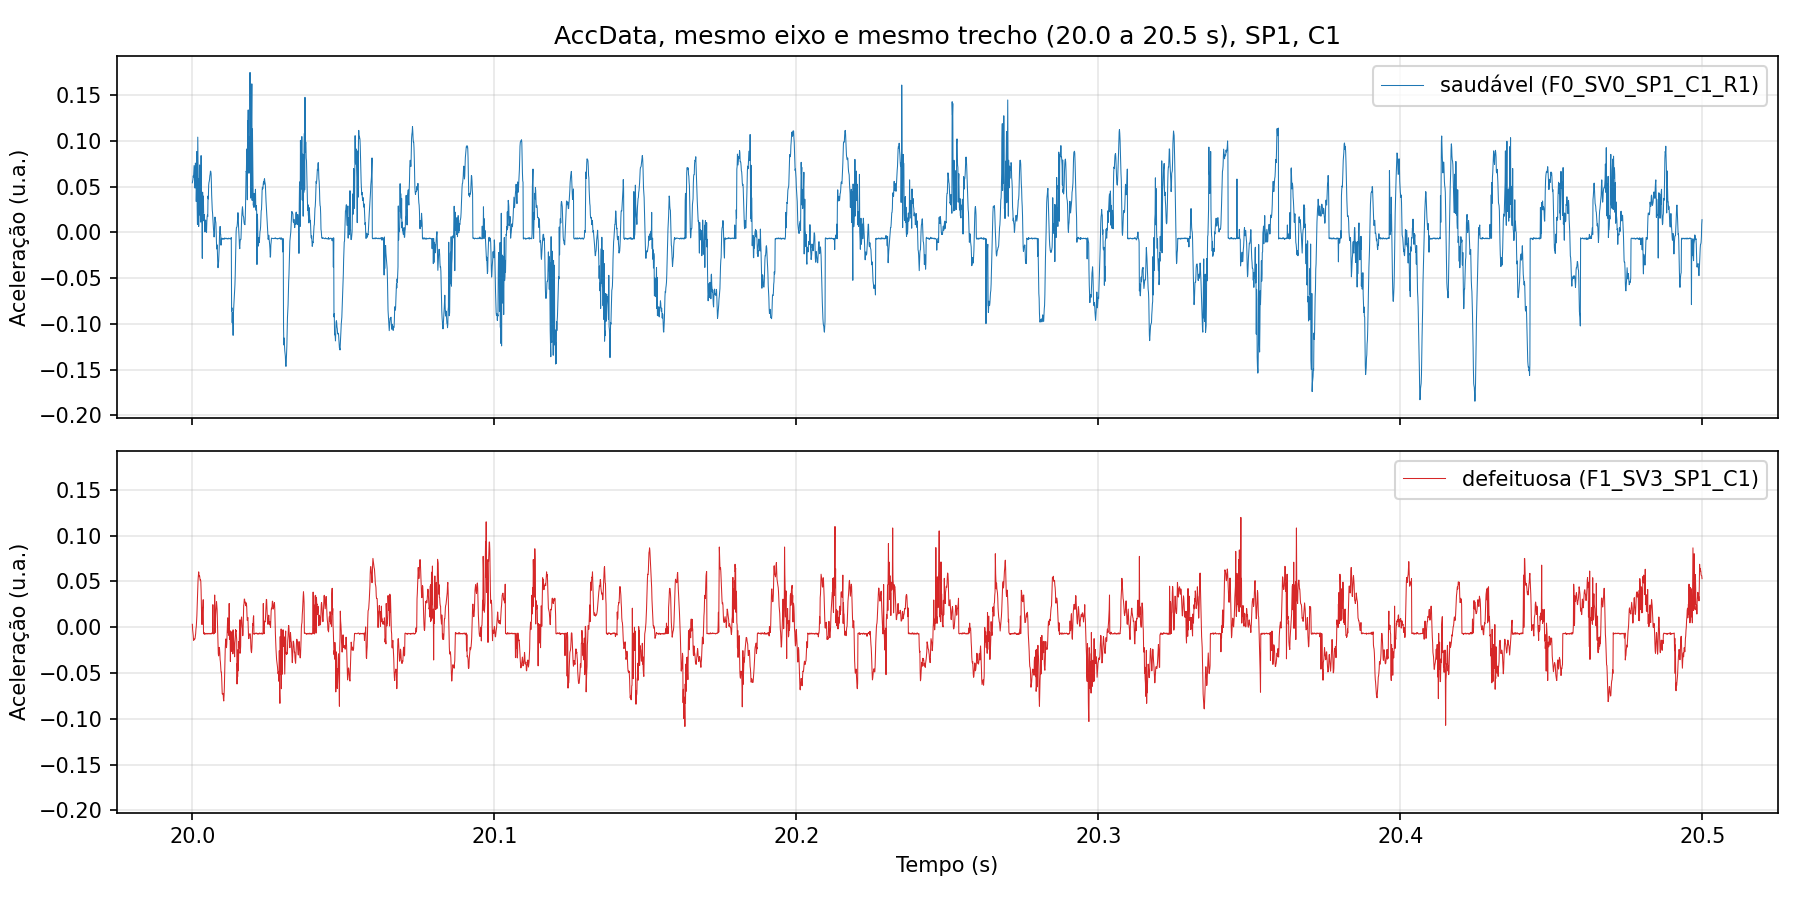 AccData, mesmo eixo e mesmo trecho (20.0 a 20.5 s), SP1, C1
saudável (F0_SV0_SP1_C1_R1)
Aceleração (u.a.)
0.15
0.10
0.05
0.00
−0.05
−0.10
−0.15
−0.20
defeituosa (F1_SV3_SP1_C1)
Aceleração (u.a.)
0.15
0.10
0.05
0.00
−0.05
−0.10
−0.15
−0.20
20.0 20.1 20.2 20.3 20.4 20.5
Tempo (s)